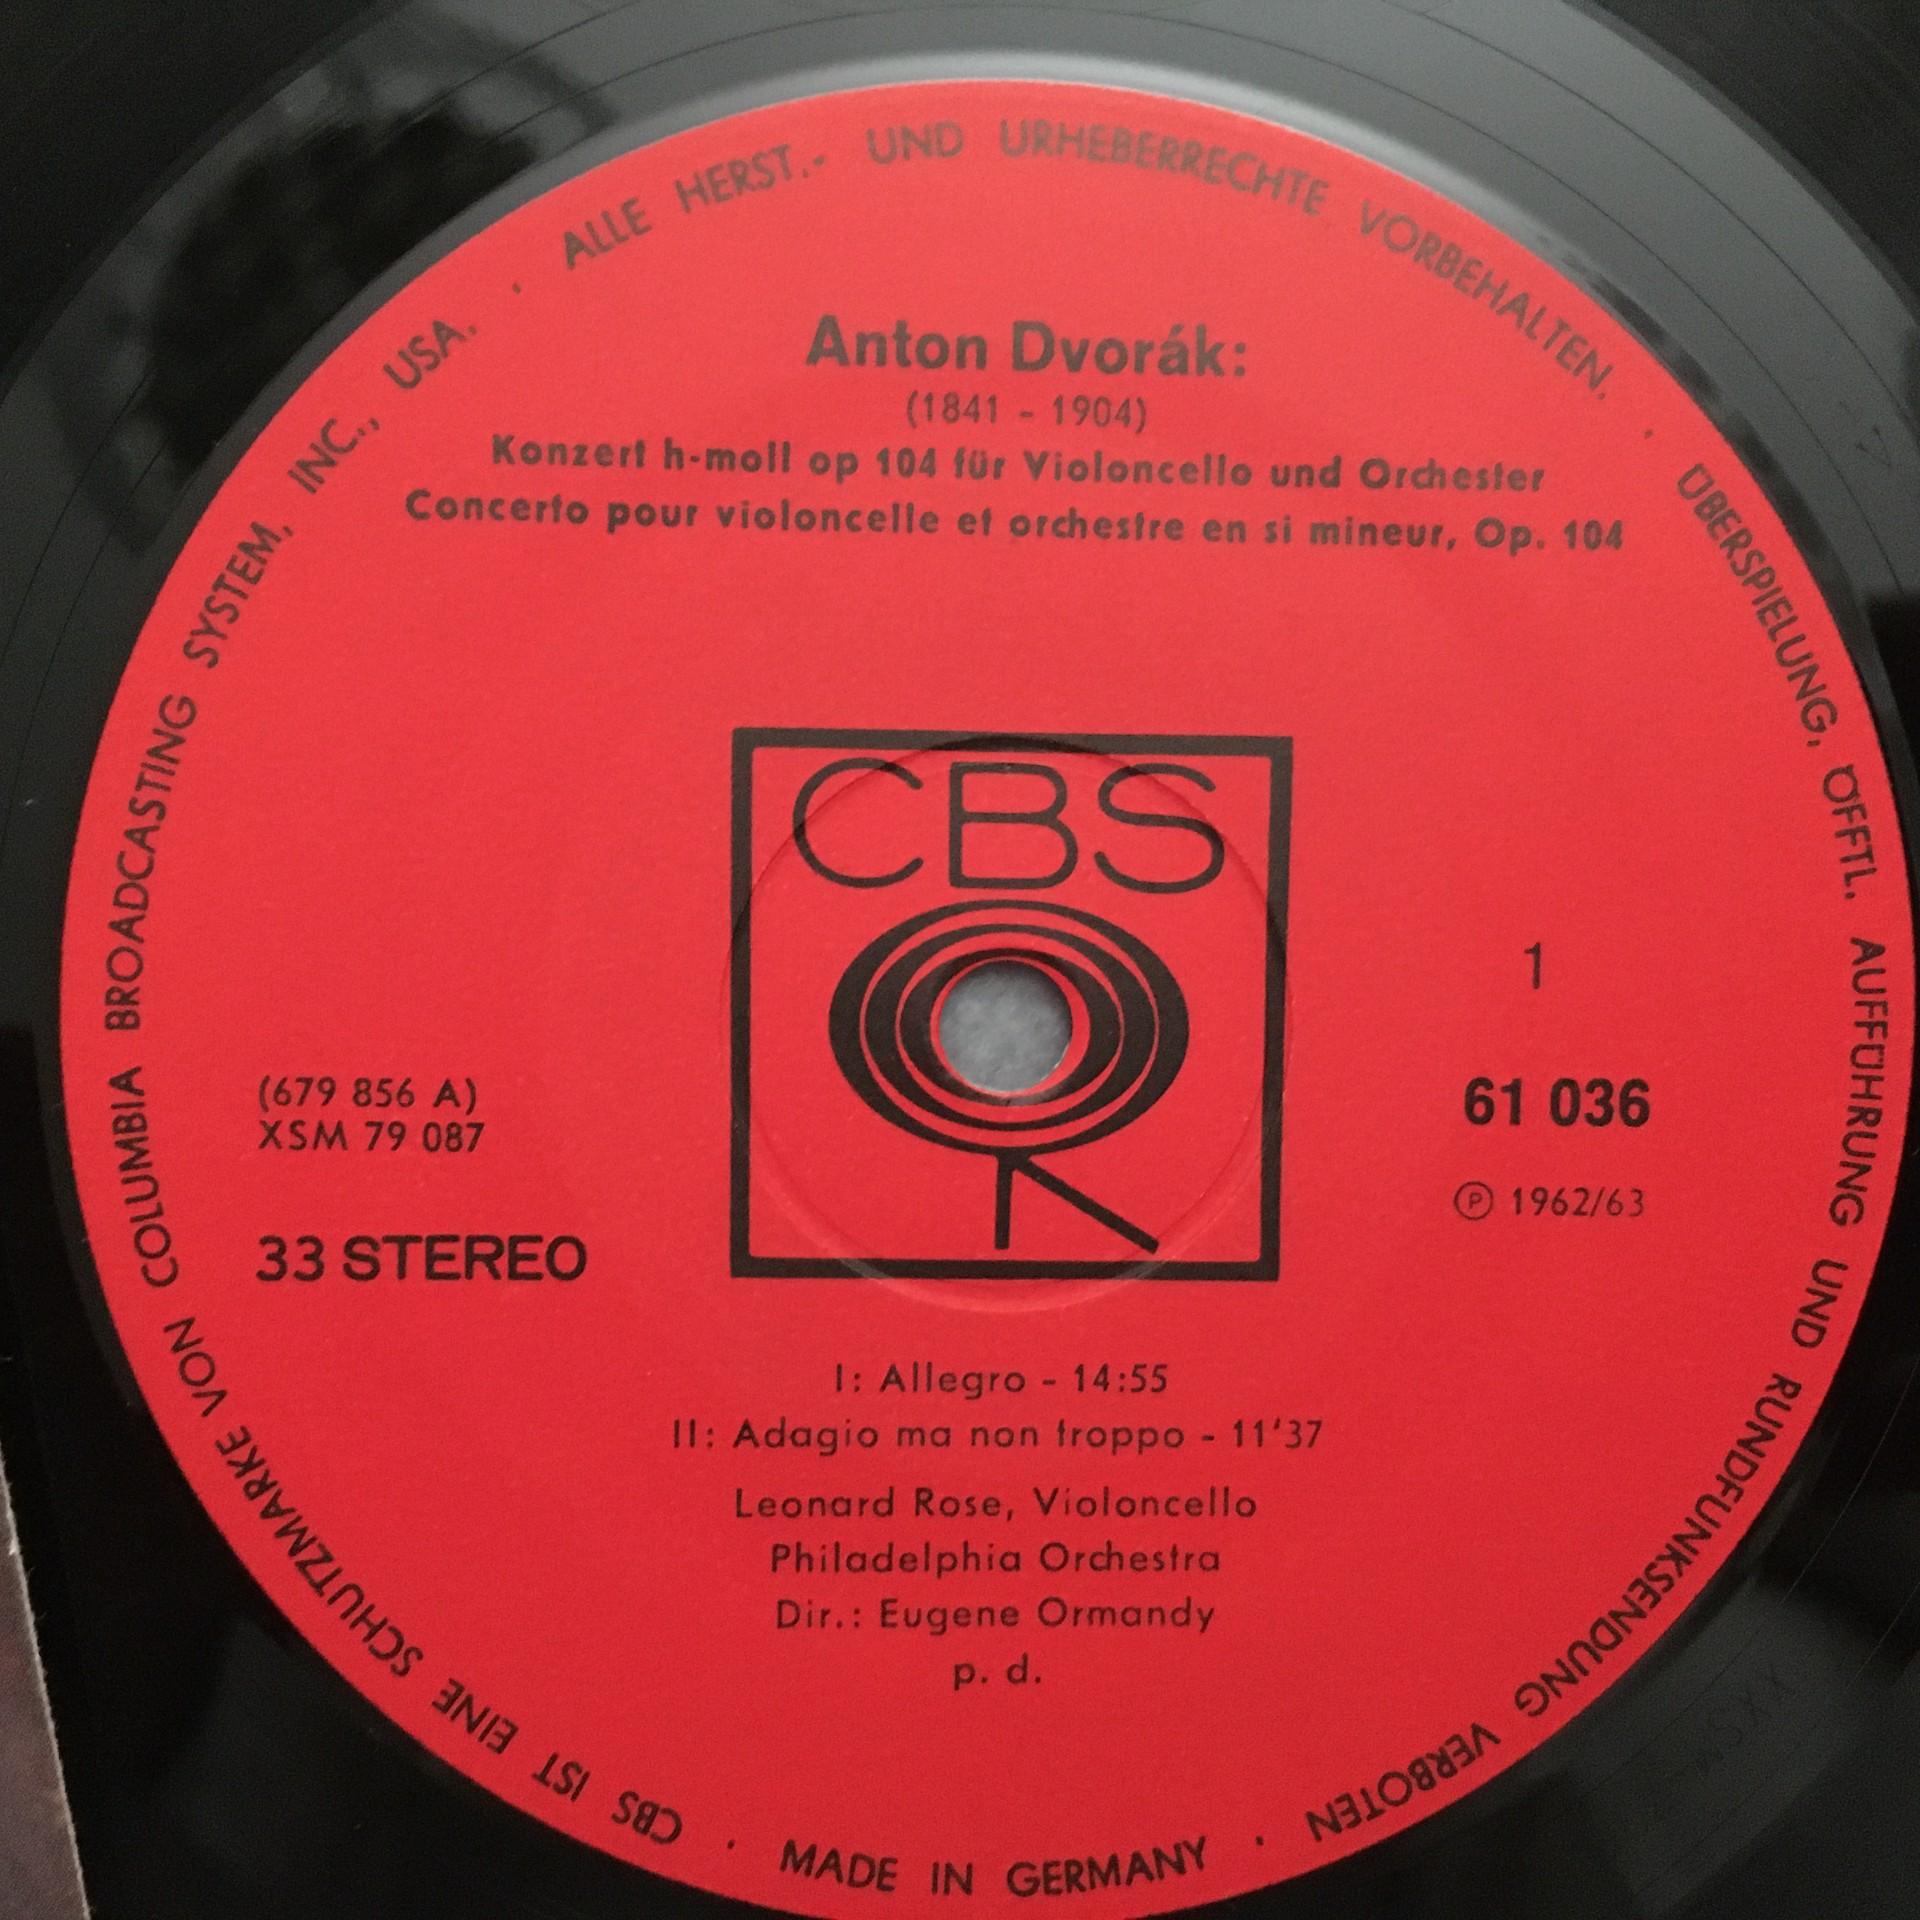 ALLE HERST.- UND URHEBERRECHTE VORBEHALTEN. · ÜBERSPIELUNG, ÖFFTL. AUFFÜHRUNG UND RUNDFUNKSENDUNG VERBOTEN · MADE IN GERMANY · CBS IST EINE SCHUTZMARKE VON COLUMBIA BROADCASTING SYSTEM, INC., USA. ·
Anton Dvorák:
(1841 - 1904)
Konzert h-moll op 104 für Violoncello und Orchester
Concerto pour violoncelle et orchestre en si mineur, Op. 104
CBS
1
61 036
℗ 1962/63
(679 856 A)
XSM 79 087
33 STEREO
I: Allegro - 14:55
II: Adagio ma non troppo - 11'37
Leonard Rose, Violoncello
Philadelphia Orchestra
Dir.: Eugene Ormandy
p. d.